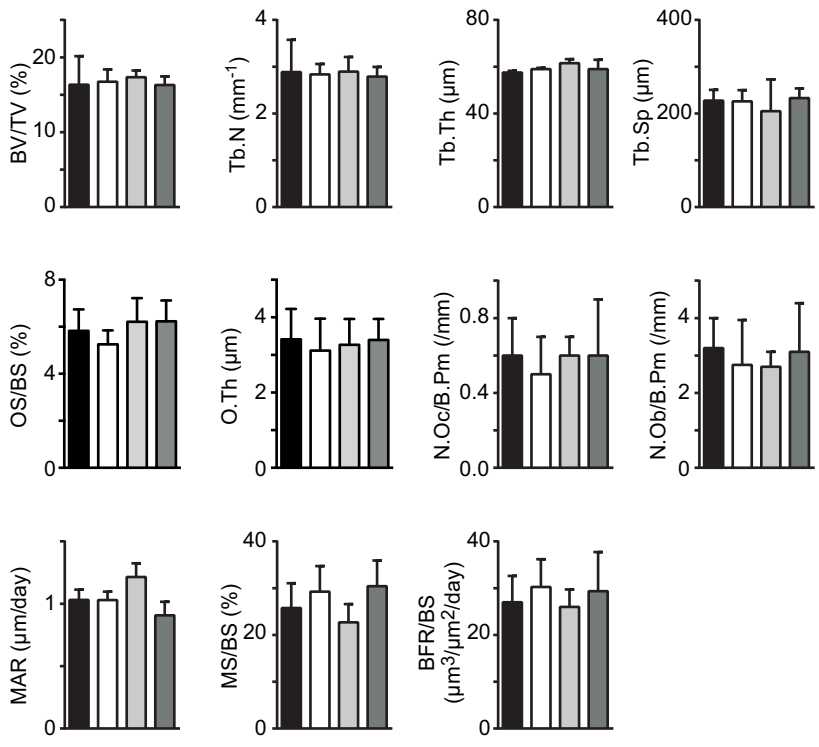 BV/TV (%)
20
10
0
Tb.N (mm-1)
4
2
0
Tb.Th (µm)
80
40
0
Tb.Sp (µm)
400
200
0
OS/BS (%)
8
4
0
O.Th (µm)
4
2
0
N.Oc/B.Pm (/mm)
0.8
0.4
0.0
N.Ob/B.Pm (/mm)
4
2
0
MAR (µm/day)
1
0
MS/BS (%)
40
20
0
BFR/BS
(µm3/µm2/day)
40
20
0